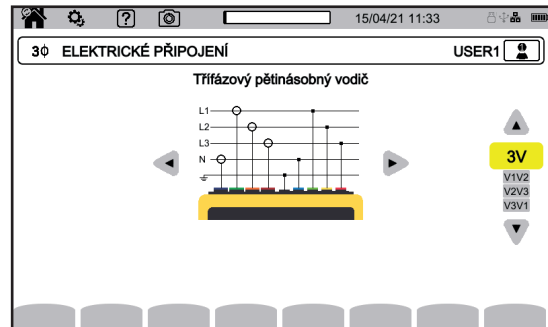 15/04/21 11:33
3ϕ ELEKTRICKÉ PŘIPOJENÍ
USER1
Třífázový pětinásobný vodič
L1
L2
L3
N
3V
V1V2
V2V3
V3V1